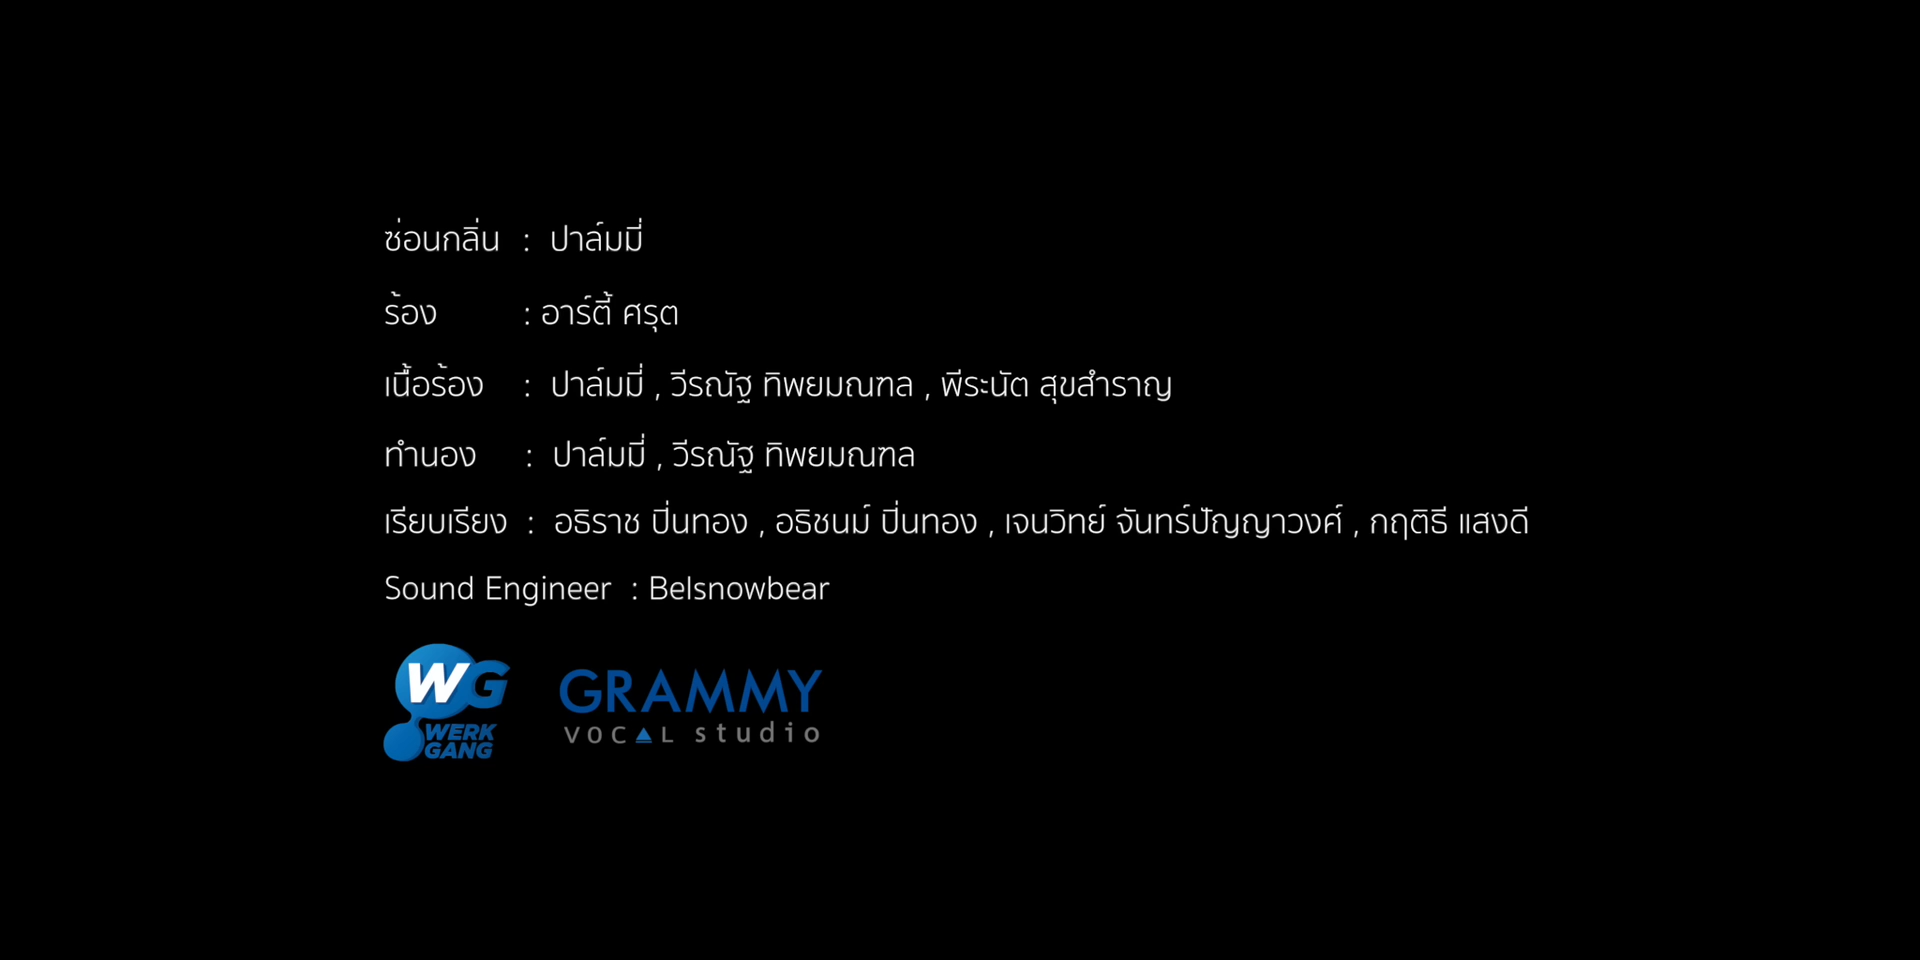 ซ่อนกลิ่น : ปาล์มมี่
ร้อง : อาร์ตี้ ศรุต
เนื้อร้อง : ปาล์มมี่ , วีรณัฐ ทิพยมณฑล , พีระนัต สุขสำราญ
ทำนอง : ปาล์มมี่ , วีรณัฐ ทิพยมณฑล
เรียบเรียง : อธิราช ปิ่นทอง , อธิชนม์ ปิ่นทอง , เจนวิทย์ จันทร์ปัญญาวงศ์ , กฤติธี แสงดี
Sound Engineer : Belsnowbear
WG
WERK
GANG
GRAMMY
VOCAL studio